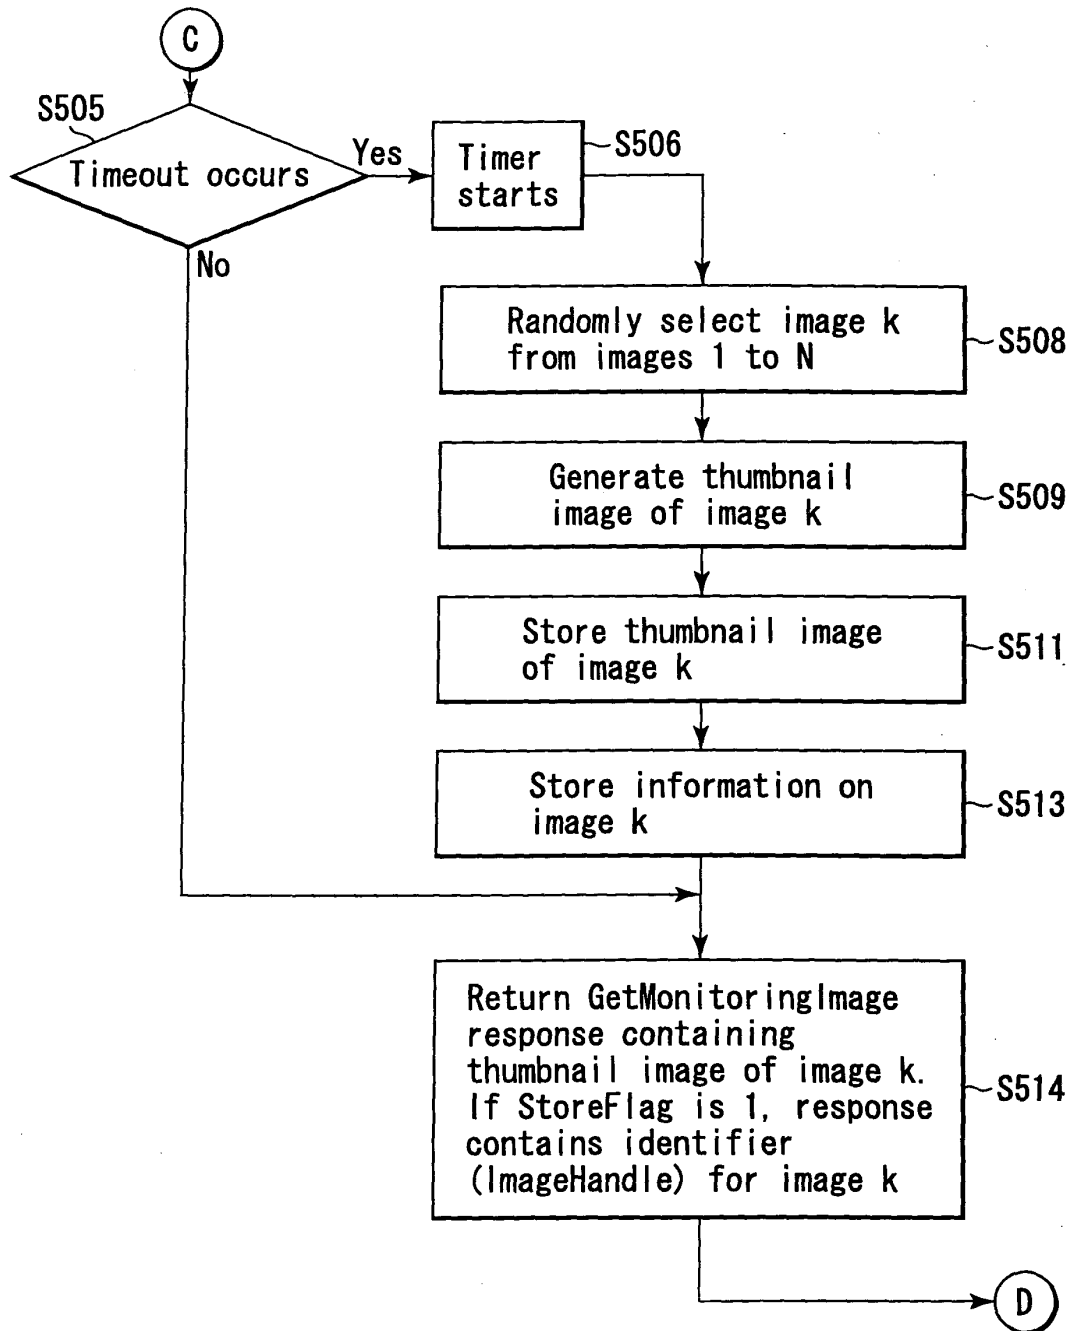 C
S505
Timeout occurs
Yes
Timer
starts
S506
No
Randomly select image k
from images 1 to N
S508
Generate thumbnail
image of image k
S509
Store thumbnail image
of image k
S511
Store information on
image k
S513
Return GetMonitoringImage
response containing
thumbnail image of image k.
If StoreFlag is 1, response
contains identifier
(ImageHandle) for image k
S514
D